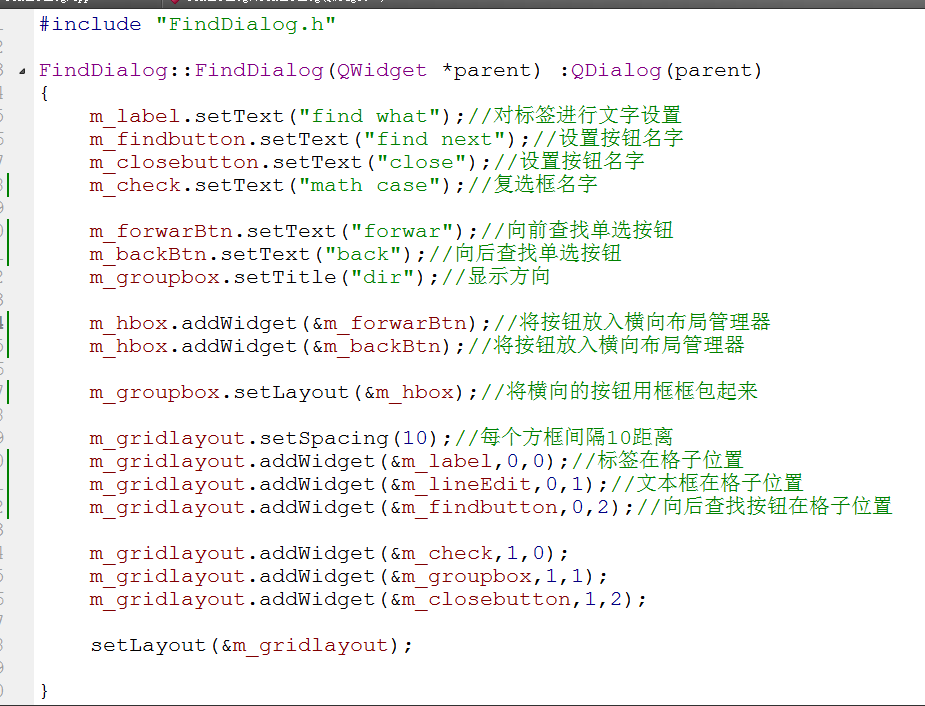 #include "FindDialog.h"
FindDialog::FindDialog(QWidget *parent) :QDialog(parent)
{
m_label.setText("find what");//对标签进行文字设置
m_findbutton.setText("find next");//设置按钮名字
m_closebutton.setText("close");//设置按钮名字
m_check.setText("math case");//复选框名字
m_forwarBtn.setText("forwar");//向前查找单选按钮
m_backBtn.setText("back");//向后查找单选按钮
m_groupbox.setTitle("dir");//显示方向
m_hbox.addWidget(&m_forwarBtn);//将按钮放入横向布局管理器
m_hbox.addWidget(&m_backBtn);//将按钮放入横向布局管理器
m_groupbox.setLayout(&m_hbox);//将横向的按钮用框框包起来
m_gridlayout.setSpacing(10);//每个方框间隔10距离
m_gridlayout.addWidget(&m_label,0,0);//标签在格子位置
m_gridlayout.addWidget(&m_lineEdit,0,1);//文本框在格子位置
m_gridlayout.addWidget(&m_findbutton,0,2);//向后查找按钮在格子位置
m_gridlayout.addWidget(&m_check,1,0);
m_gridlayout.addWidget(&m_groupbox,1,1);
m_gridlayout.addWidget(&m_closebutton,1,2);
setLayout(&m_gridlayout);
}